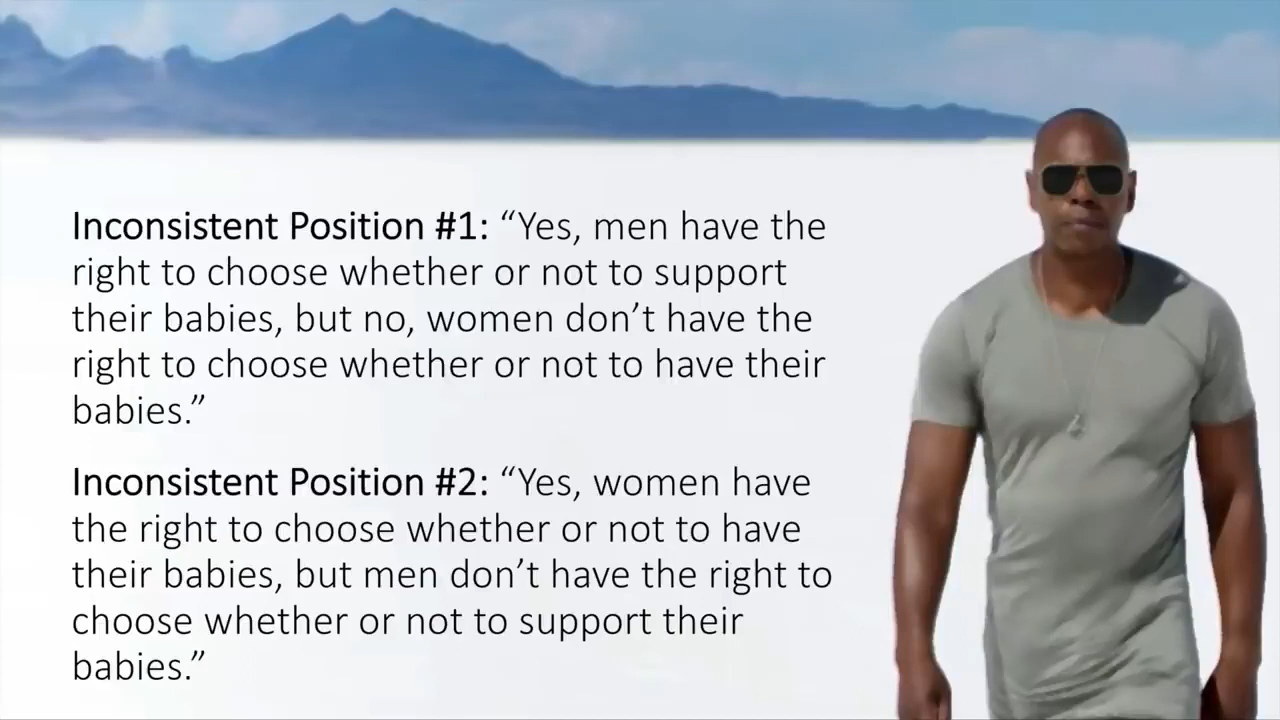 Inconsistent Position #1: “Yes, men have the
right to choose whether or not to support
their babies, but no, women don’t have the
right to choose whether or not to have their
babies.”
Inconsistent Position #2: “Yes, women have
the right to choose whether or not to have
their babies, but men don’t have the right to
choose whether or not to support their
babies.”